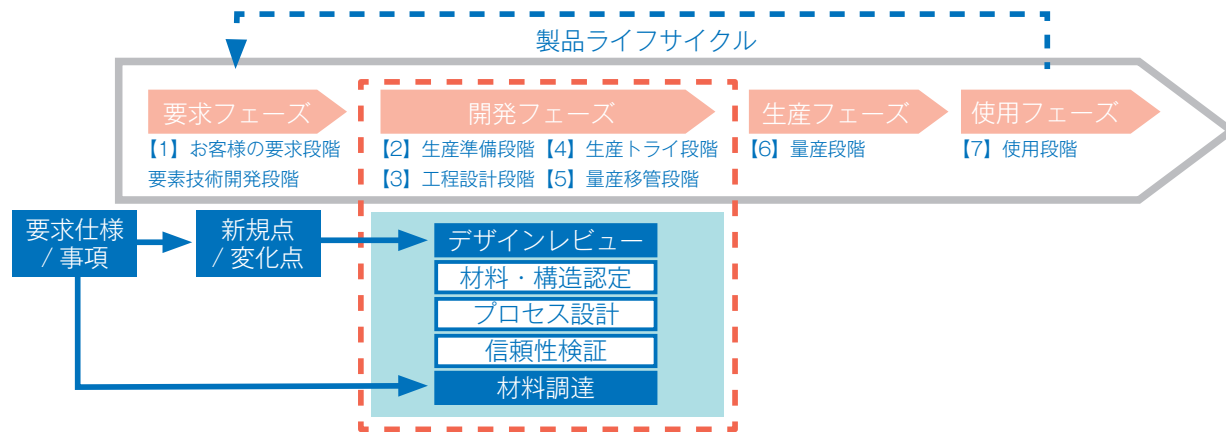 製品ライフサイクル
要求フェーズ
【1】お客様の要求段階
要素技術開発段階
開発フェーズ
【2】生産準備段階【4】生産トライ段階
【3】工程設計段階【5】量産移管段階
生産フェーズ
【6】量産段階
使用フェーズ
【7】使用段階
要求仕様
/ 事項
新規点
/ 変化点
デザインレビュー
材料・構造認定
プロセス設計
信頼性検証
材料調達